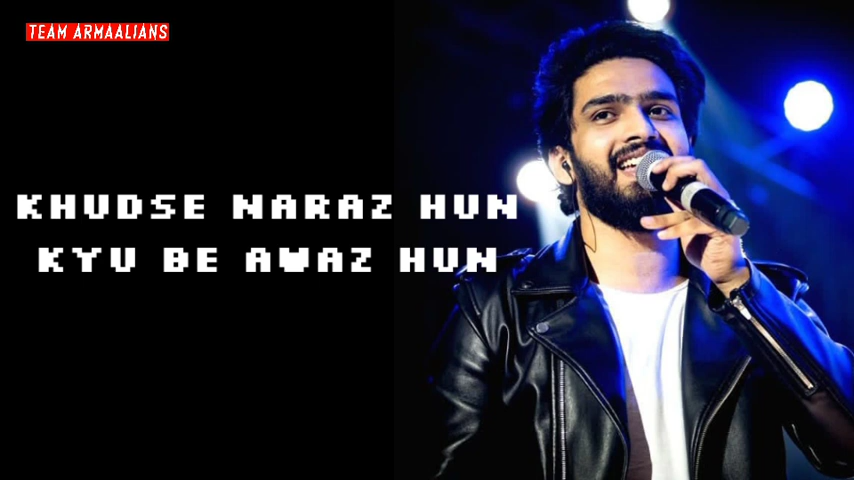 TEAM ARMAALIANS
KHUDSE NARAZ HUN
KYU BE AWAZ HUN